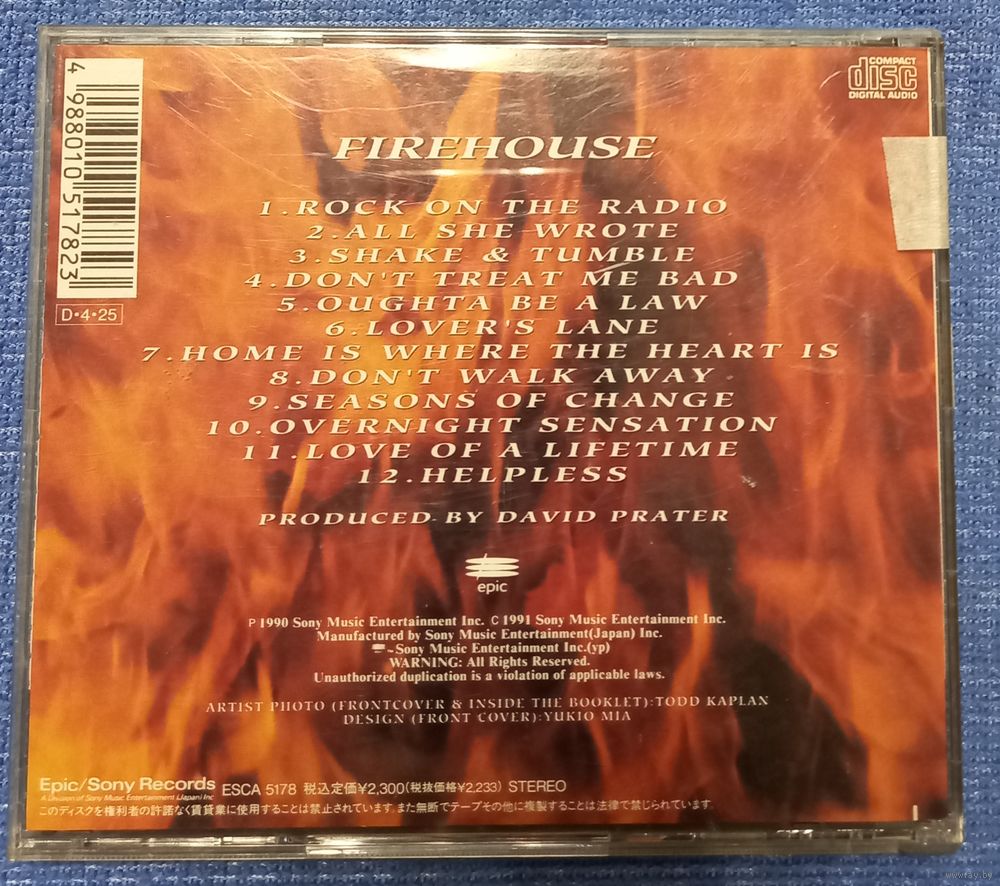 4 988010 517823
D•4•25
COMPACT
disc
DIGITAL AUDIO
FIREHOUSE
1.ROCK ON THE RADIO
2.ALL SHE WROTE
3.SHAKE & TUMBLE
4.DON'T TREAT ME BAD
5.OUGHTA BE A LAW
6.LOVER'S LANE
7.HOME IS WHERE THE HEART IS
8.DON'T WALK AWAY
9.SEASONS OF CHANGE
10.OVERNIGHT SENSATION
11.LOVE OF A LIFETIME
12.HELPLESS
PRODUCED BY DAVID PRATER
epic
P 1990 Sony Music Entertainment Inc. C 1991 Sony Music Entertainment Inc.
Manufactured by Sony Music Entertainment(Japan) Inc.
-Sony Music Entertainment Inc.(yp)
WARNING: All Rights Reserved.
Unauthorized duplication is a violation of applicable laws.
ARTIST PHOTO (FRONTCOVER & INSIDE THE BOOKLET):TODD KAPLAN
DESIGN (FRONT COVER):YUKIO MIA
Epic/Sony Records ESCA 5178 税込定価¥2,300(税抜価格¥2,233) STEREO
A Division of Sony Music Entertainment (Japan) Inc
このディスクを権利者の許諾なく賃貸業に使用することは禁止されています。また無断でテープその他に複製することは法律で禁じられています。
www.ay.by